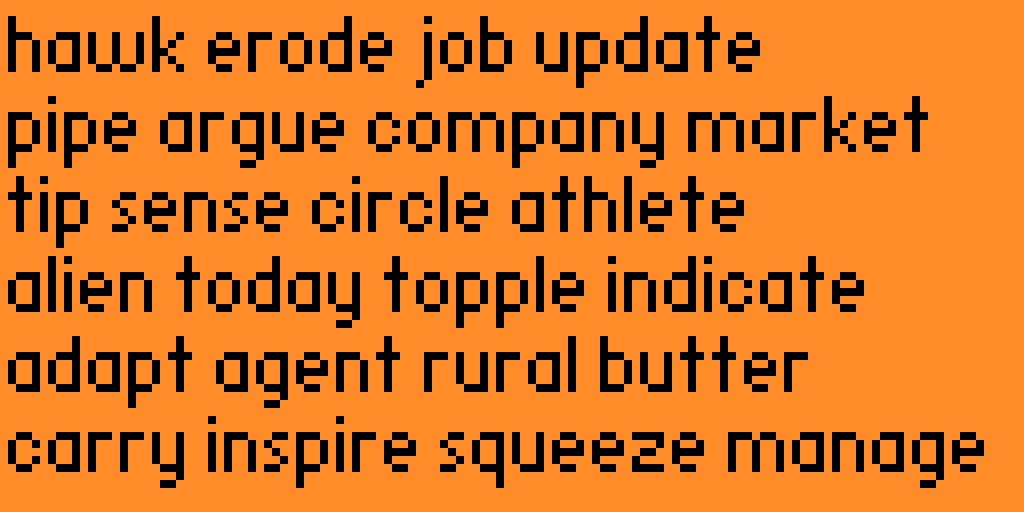 hawk erode job update
pipe argue company market
tip sense circle athlete
alien today topple indicate
adapt agent rural butter
carry inspire squeeze manage